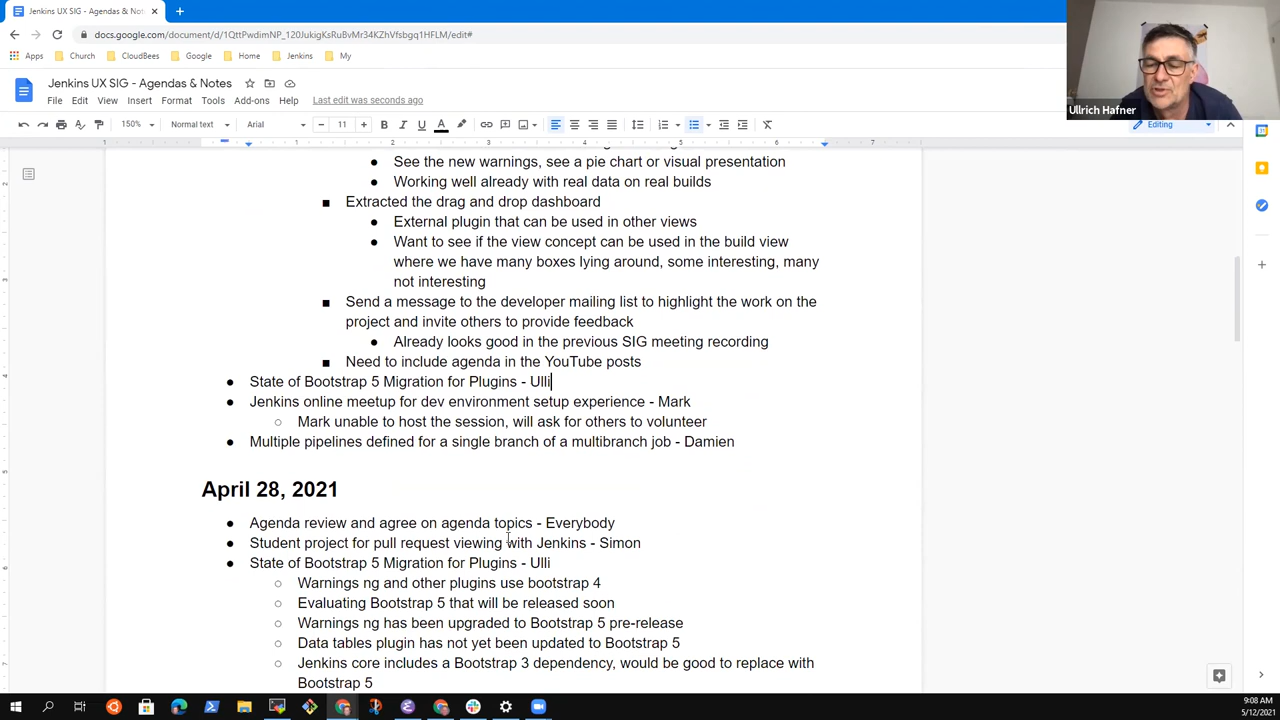 Jenkins UX SIG - Agendas & Not
docs.google.com/document/d/1QttPwdimNP_120JukigKsRuBvMr34KZhVfsbgq1HFLM/edit#
Apps
Church
CloudBees
Google
Home
Jenkins
My
Ullrich Hafner
Jenkins UX SIG - Agendas & Notes
File Edit View Insert Format Tools Add-ons Help Last edit was seconds ago
150% Normal text Arial 11 Editing
See the new warnings, see a pie chart or visual presentation
Working well already with real data on real builds
Extracted the drag and drop dashboard
External plugin that can be used in other views
Want to see if the view concept can be used in the build view
where we have many boxes lying around, some interesting, many
not interesting
Send a message to the developer mailing list to highlight the work on the
project and invite others to provide feedback
Already looks good in the previous SIG meeting recording
Need to include agenda in the YouTube posts
State of Bootstrap 5 Migration for Plugins - Ulli
Jenkins online meetup for dev environment setup experience - Mark
Mark unable to host the session, will ask for others to volunteer
Multiple pipelines defined for a single branch of a multibranch job - Damien
April 28, 2021
Agenda review and agree on agenda topics - Everybody
Student project for pull request viewing with Jenkins - Simon
State of Bootstrap 5 Migration for Plugins - Ulli
Warnings ng and other plugins use bootstrap 4
Evaluating Bootstrap 5 that will be released soon
Warnings ng has been upgraded to Bootstrap 5 pre-release
Data tables plugin has not yet been updated to Bootstrap 5
Jenkins core includes a Bootstrap 3 dependency, would be good to replace with
Bootstrap 5
9:08 AM
5/12/2021